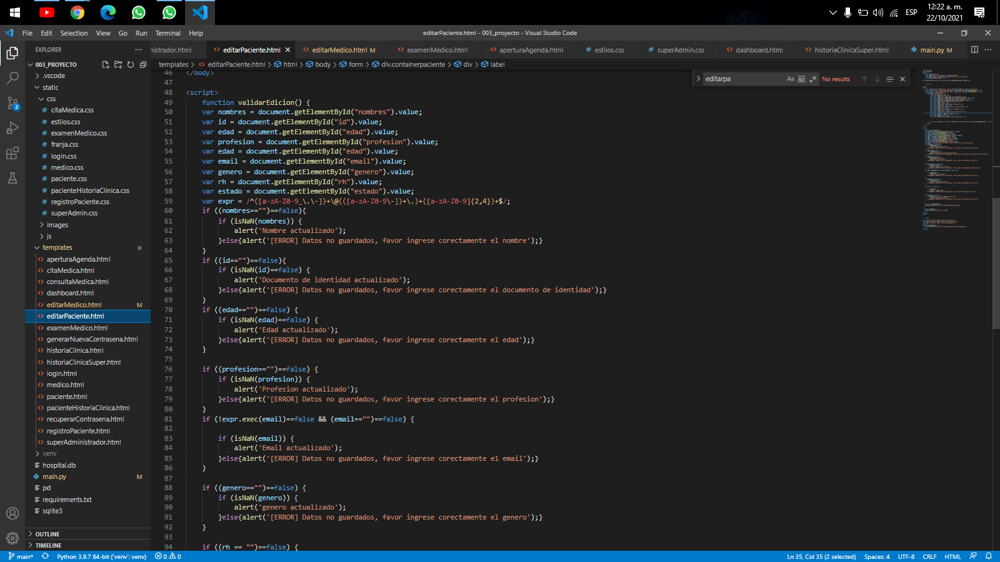 ESP
12:22 a. m.
22/10/2021
File Edit Selection View Go Run Terminal Help
editarPaciente.html - 003_proyecto - Visual Studio Code
EXPLORER
nistrador.html editarPaciente.html editarMedico.html M examenMedico.html aperturaAgenda.html estilos.css superAdmin.css dashboard.html historiaClinicaSuper.html main.py M
003_PROYECTO
templates > editarPaciente.html > html > body > form > div.containerpaciente > div > label
editarpa
No results
.vscode
static
css
citaMedica.css
estilos.css
examenMedico.css
franja.css
login.css
medico.css
paciente.css
pacienteHistoriaClinica.css
registroPaciente.css
superAdmin.css
images
js
templates
aperturaAgenda.html
citaMedica.html
consultaMedica.html
dashboard.html
editarMedico.html M
editarPaciente.html
examenMedico.html
generarNuevaContrasena.html
historiaClinica.html
historiaClinicaSuper.html
login.html
medico.html
paciente.html
pacienteHistoriaClinica.html
recuperarContrasena.html
registroPaciente.html
superAdministrador.html
venv
hospital.db
main.py M
pd
requirements.txt
sqlite3
OUTLINE
TIMELINE
46 </body>
47
48 <script>
49 function validarEdicion() {
50 var nombres = document.getElementById("nombres").value;
51 var id = document.getElementById("id").value;
52 var edad = document.getElementById("edad").value;
53 var profesion = document.getElementById("profesion").value;
54 var edad = document.getElementById("edad").value;
55 var email = document.getElementById("email").value;
56 var genero = document.getElementById("genero").value;
57 var rh = document.getElementById("rh").value;
58 var estado = document.getElementById("estado").value;
59 var expr = /^([a-zA-Z0-9_\.\-])+\@(([a-zA-Z0-9\-])+\.)+([a-zA-Z0-9]{2,4})+$/;
60 if ((nombres=="")==false){
61 if (isNaN(nombres)) {
62 alert('Nombre actualizado');
63 }else{alert('[ERROR] Datos no guardados, favor ingrese corectamente el nombre');}
64 }
65 if ((id=="")==false){
66 if (isNaN(id)==false) {
67 alert('Documento de identidad actualizado');
68 }else{alert('[ERROR] Datos no guardados, favor ingrese corectamente el documento de identidad');}
69 }
70 if ((edad=="")==false) {
71 if (isNaN(edad)==false) {
72 alert('Edad actualizado');
73 }else{alert('[ERROR] Datos no guardados, favor ingrese corectamente el edad');}
74 }
75
76 if ((profesion=="")==false) {
77 if (isNaN(profesion)) {
78 alert('Profesion actualizado');
79 }else{alert('[ERROR] Datos no guardados, favor ingrese corectamente el profesion');}
80 }
81 if (!expr.exec(email)==false && (email=="")==false) {
82
83 if (isNaN(email)) {
84 alert('Email actualizado');
85 }else{alert('[ERROR] Datos no guardados, favor ingrese corectamente el email');}
86 }
87
88 if ((genero=="")==false) {
89 if (isNaN(genero)) {
90 alert('genero actualizado');
91 }else{alert('[ERROR] Datos no guardados, favor ingrese corectamente el genero');}
92 }
93
94 if ((rh == "")==false) {
2
main* Python 3.9.7 64-bit ('venv': venv) 0 0
Ln 35, Col 35 (2 selected) Spaces: 4 UTF-8 CRLF HTML